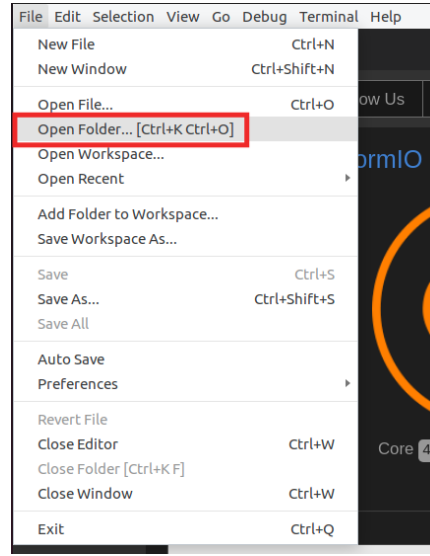 File Edit Selection View Go Debug Terminal Help
New File Ctrl+N
New Window Ctrl+Shift+N
Open File... Ctrl+O
ow Us
Open Folder... [Ctrl+K Ctrl+O]
Open Workspace...
ormIO
Open Recent
Add Folder to Workspace...
Save Workspace As...
Save Ctrl+S
Save As... Ctrl+Shift+S
Save All
Auto Save
Preferences
Revert File
Close Editor Ctrl+W
Core 4
Close Folder [Ctrl+K F]
Close Window Ctrl+W
Exit Ctrl+Q